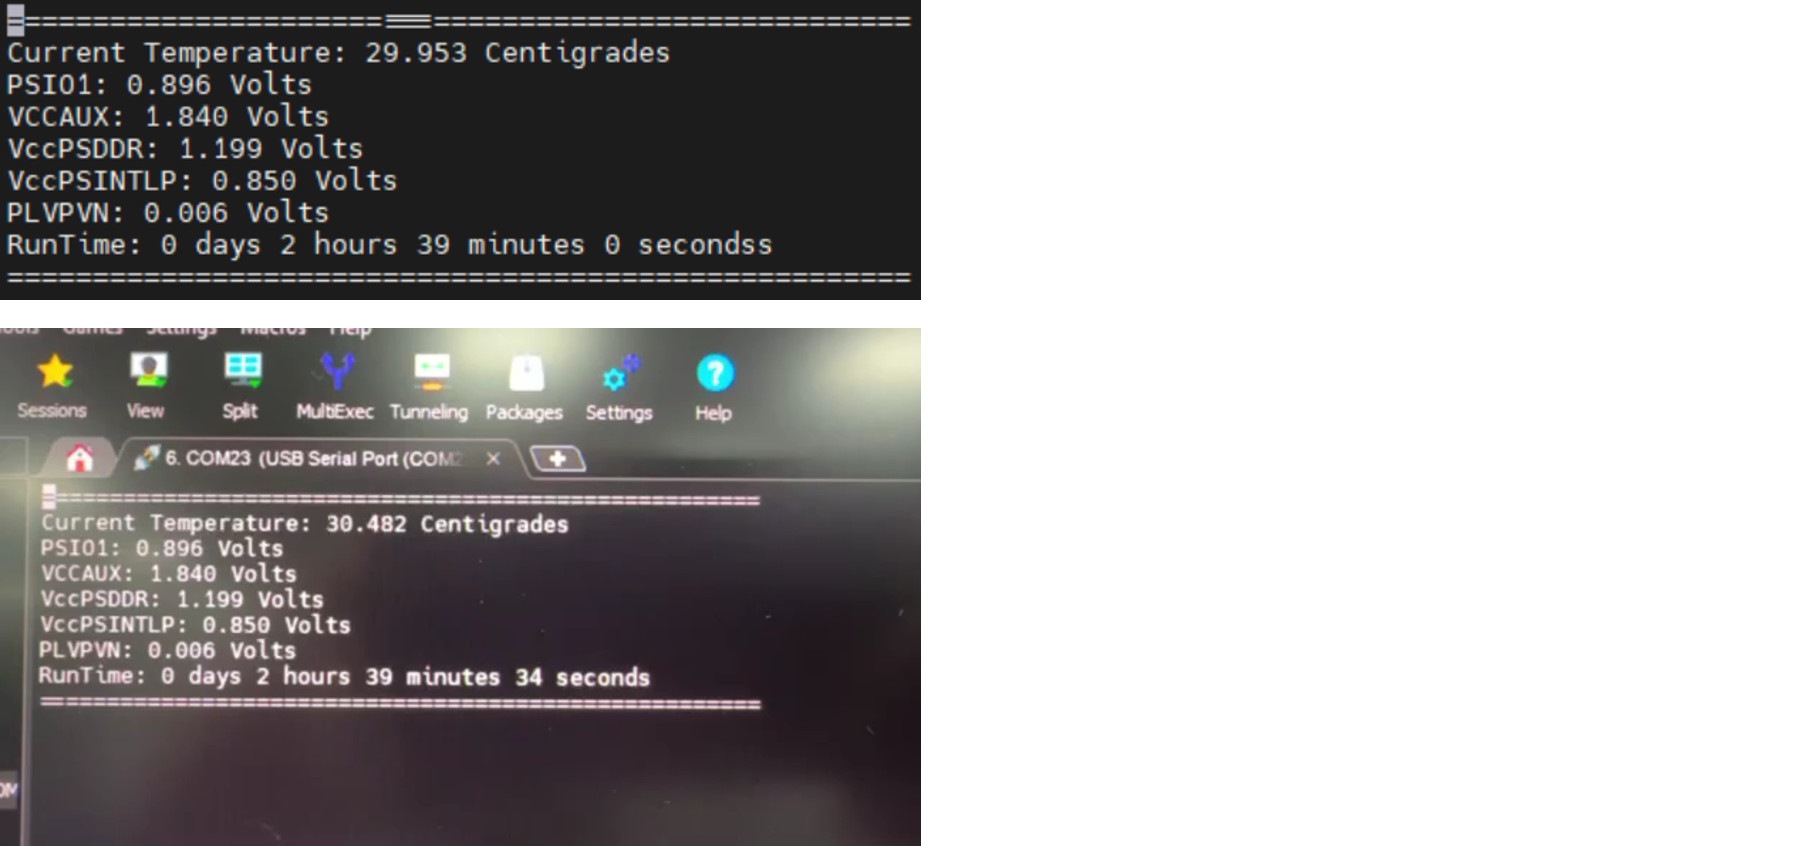 =====================================================
Current Temperature: 29.953 Centigrades
PSIO1: 0.896 Volts
VCCAUX: 1.840 Volts
VccPSDDR: 1.199 Volts
VccPSINTLP: 0.850 Volts
PLVPVN: 0.006 Volts
RunTime: 0 days 2 hours 39 minutes 0 secondss
=====================================================
Games Settings Macros Help
Sessions View Split MultiExec Tunneling Packages Settings Help
6. COM23 (USB Serial Port (COM2
=====================================================
Current Temperature: 30.482 Centigrades
PSIO1: 0.896 Volts
VCCAUX: 1.840 Volts
VccPSDDR: 1.199 Volts
VccPSINTLP: 0.850 Volts
PLVPVN: 0.006 Volts
RunTime: 0 days 2 hours 39 minutes 34 seconds
=====================================================